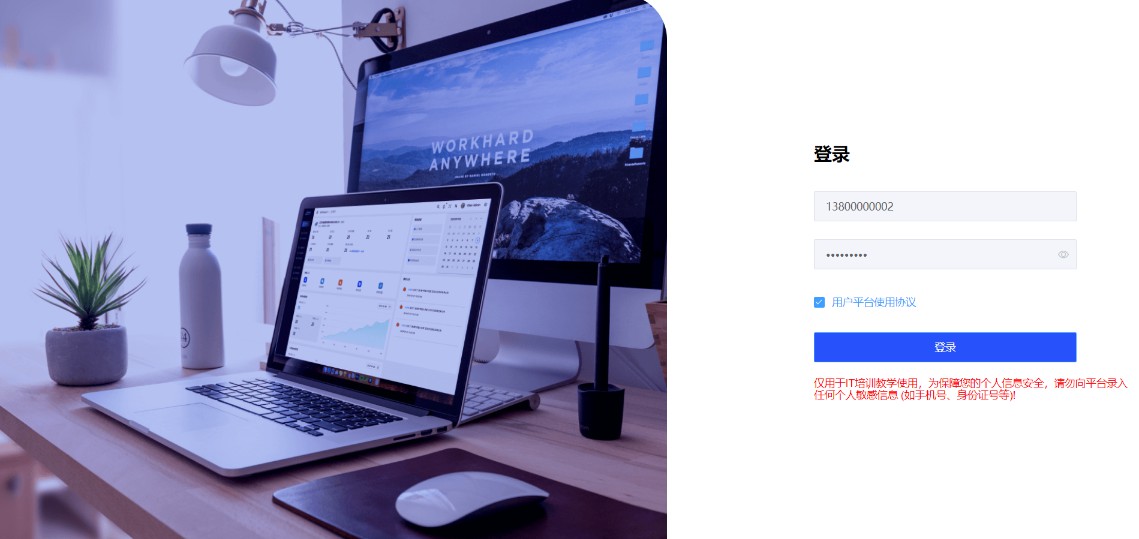 WORKHARD
ANYWHERE
登录
13800000002
用户平台使用协议
登录
仅用于IT培训教学使用，为保障您的个人信息安全，请勿向平台录入
任何个人敏感信息 (如手机号、身份证号等)!